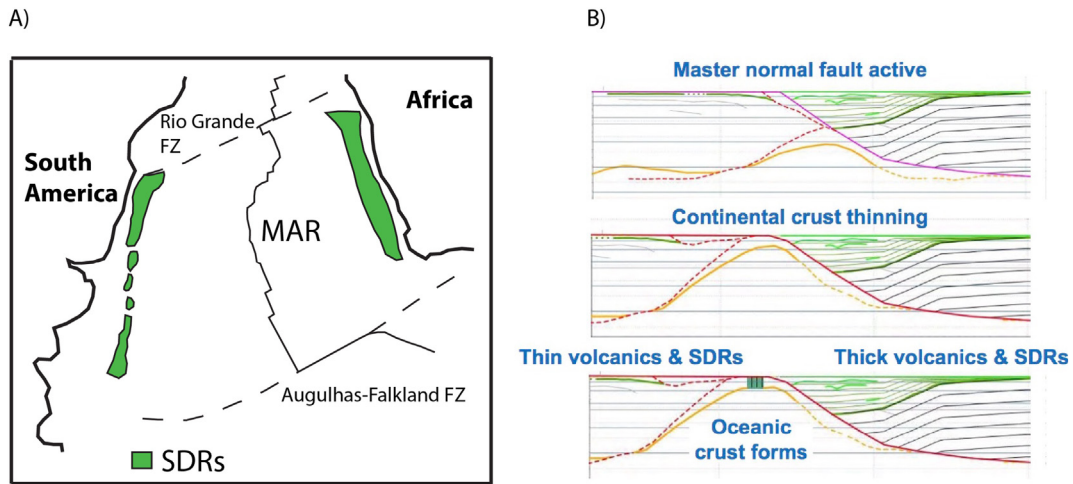 A)
Rio Grande
FZ
Africa
South
America
MAR
Augulhas-Falkland FZ
SDRs
B)
Master normal fault active
Continental crust thinning
Thin volcanics & SDRs
Thick volcanics & SDRs
Oceanic
crust forms